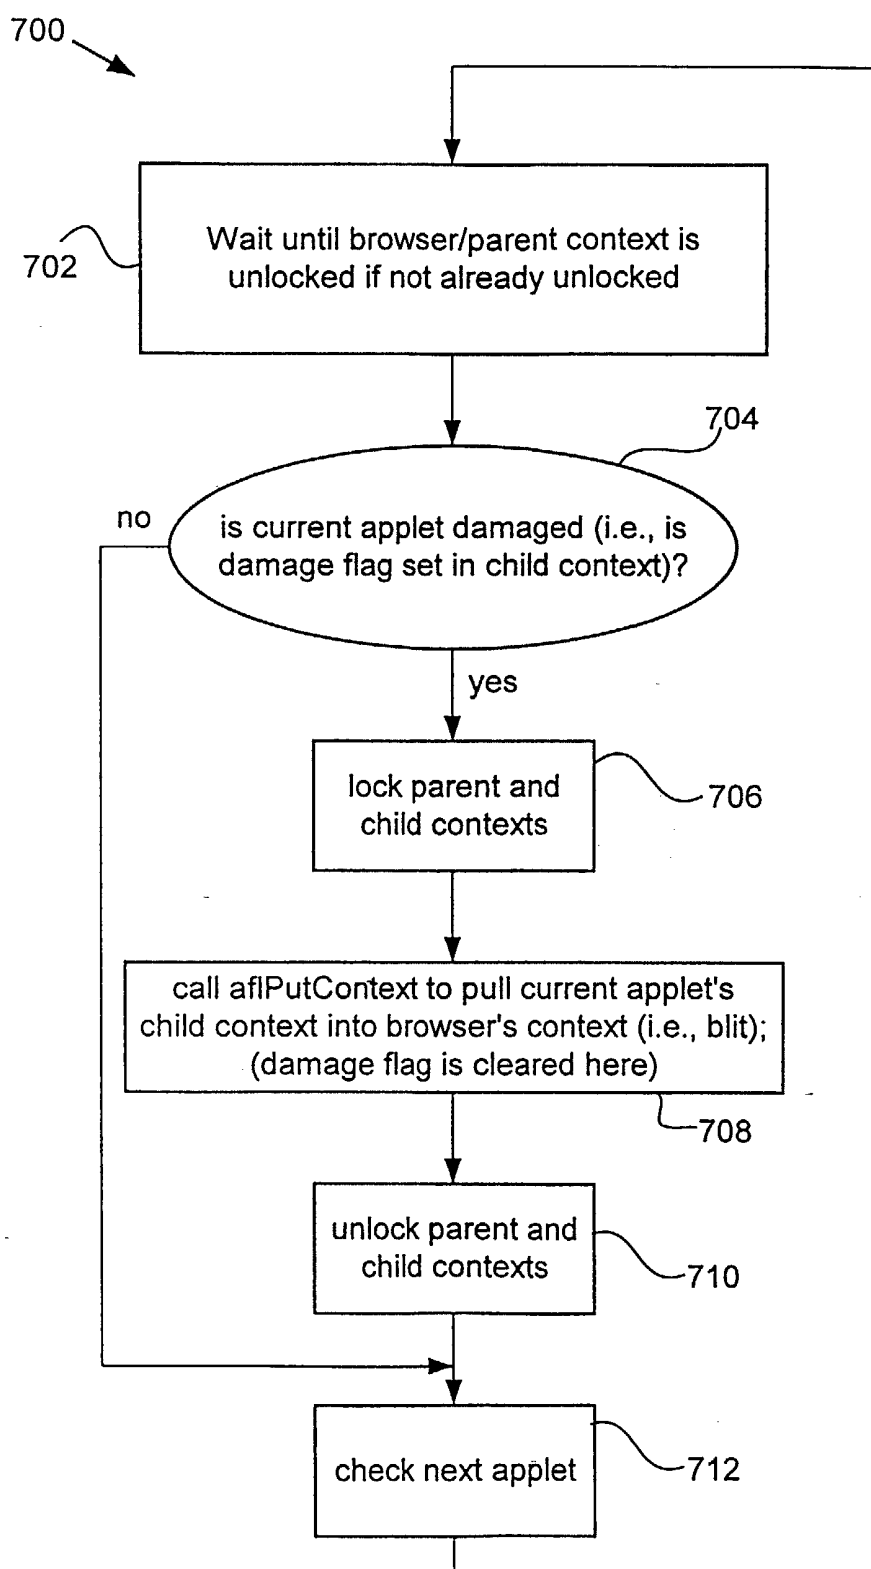 700
Wait until browser/parent context is
unlocked if not already unlocked
702
704
no
is current applet damaged (i.e., is
damage flag set in child context)?
yes
lock parent and
child contexts
706
call aflPutContext to pull current applet's
child context into browser's context (i.e., blit);
(damage flag is cleared here)
708
unlock parent and
child contexts
710
check next applet
712